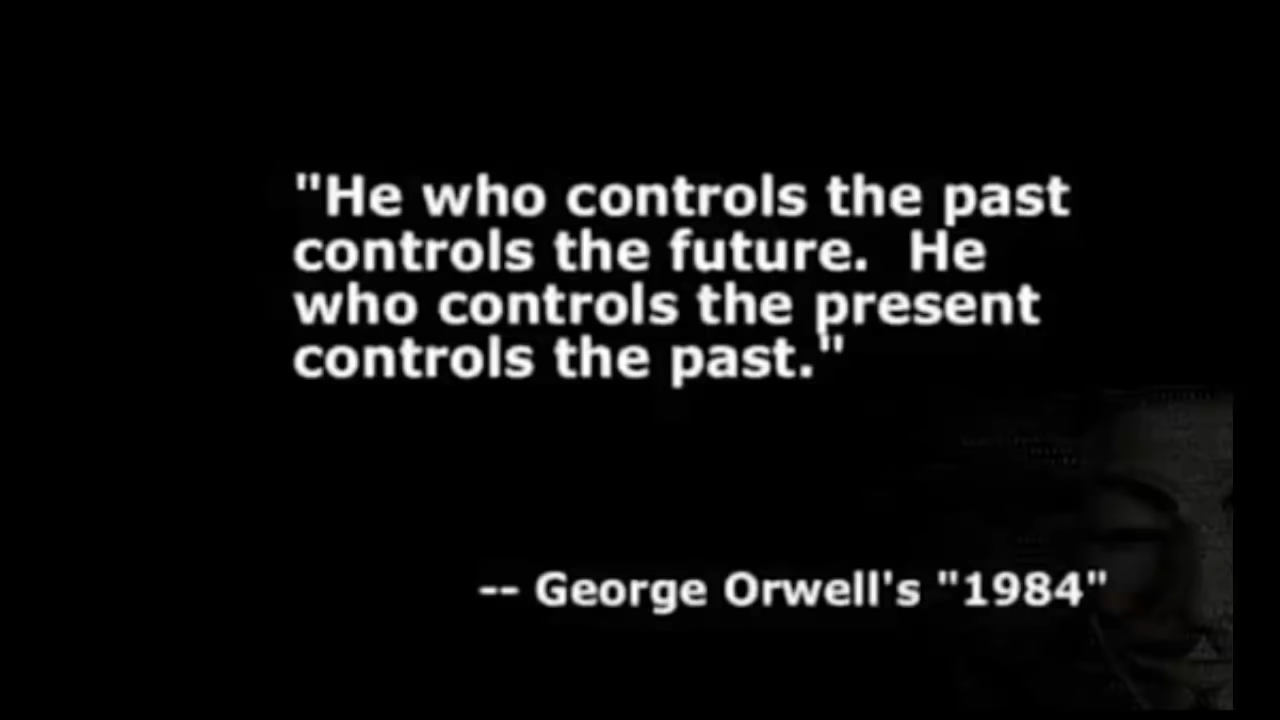 "He who controls the past
controls the future.  He
who controls the present
controls the past."
-- George Orwell's "1984"